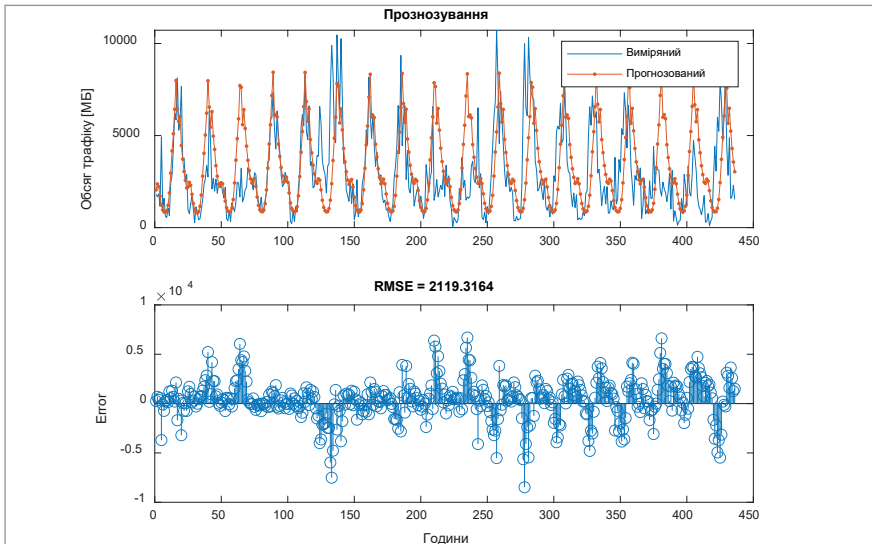 Прознозування
10000
5000
0
Обсяг трафіку [МБ]
Виміряний
Прогнозований
0 50 100 150 200 250 300 350 400 450
× 10 4
RMSE = 2119.3164
1
0.5
0
-0.5
-1
Error
0 50 100 150 200 250 300 350 400 450
Години